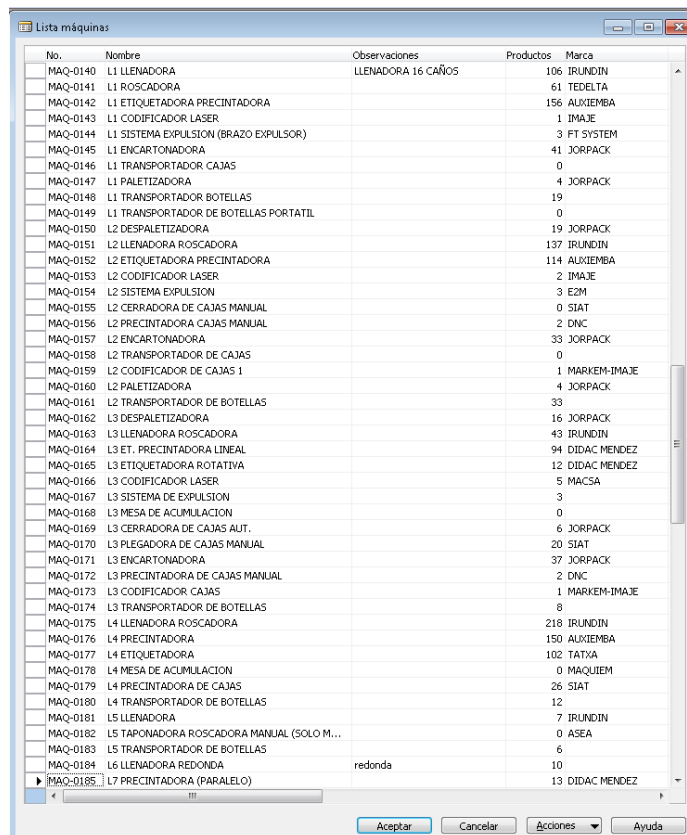 Lista máquinas
No. Nombre Observaciones Productos Marca
MAQ-0140 L1 LLENADORA LLENADORA 16 CAÑOS 106 IRUNDIN
MAQ-0141 L1 ROSCADORA 61 TEDELTA
MAQ-0142 L1 ETIQUETADORA PRECINTADORA 156 AUXIEMBA
MAQ-0143 L1 CODIFICADOR LASER 1 IMAJE
MAQ-0144 L1 SISTEMA EXPULSION (BRAZO EXPULSOR) 3 FT SYSTEM
MAQ-0145 L1 ENCARTONADORA 41 JORPACK
MAQ-0146 L1 TRANSPORTADOR CAJAS 0
MAQ-0147 L1 PALETIZADORA 4 JORPACK
MAQ-0148 L1 TRANSPORTADOR BOTELLAS 19
MAQ-0149 L1 TRANSPORTADOR DE BOTELLAS PORTATIL 0
MAQ-0150 L2 DESPALETIZADORA 19 JORPACK
MAQ-0151 L2 LLENADORA ROSCADORA 137 IRUNDIN
MAQ-0152 L2 ETIQUETADORA PRECINTADORA 114 AUXIEMBA
MAQ-0153 L2 CODIFICADOR LASER 2 IMAJE
MAQ-0154 L2 SISTEMA EXPULSION 3 E2M
MAQ-0155 L2 CERRADORA DE CAJAS MANUAL 0 SIAT
MAQ-0156 L2 PRECINTADORA CAJAS MANUAL 2 DNC
MAQ-0157 L2 ENCARTONADORA 33 JORPACK
MAQ-0158 L2 TRANSPORTADOR DE CAJAS 0
MAQ-0159 L2 CODIFICADOR DE CAJAS 1 1 MARKEM-IMAJE
MAQ-0160 L2 PALETIZADORA 4 JORPACK
MAQ-0161 L2 TRANSPORTADOR DE BOTELLAS 33
MAQ-0162 L3 DESPALETIZADORA 16 JORPACK
MAQ-0163 L3 LLENADORA ROSCADORA 43 IRUNDIN
MAQ-0164 L3 ET. PRECINTADORA LINEAL 94 DIDAC MENDEZ
MAQ-0165 L3 ETIQUETADORA ROTATIVA 12 DIDAC MENDEZ
MAQ-0166 L3 CODIFICADOR LASER 5 MACSA
MAQ-0167 L3 SISTEMA DE EXPULSION 3
MAQ-0168 L3 MESA DE ACUMULACION 0
MAQ-0169 L3 CERRADORA DE CAJAS AUT. 6 JORPACK
MAQ-0170 L3 PLEGADORA DE CAJAS MANUAL 20 SIAT
MAQ-0171 L3 ENCARTONADORA 37 JORPACK
MAQ-0172 L3 PRECINTADORA DE CAJAS MANUAL 2 DNC
MAQ-0173 L3 CODIFICADOR CAJAS 1 MARKEM-IMAJE
MAQ-0174 L3 TRANSPORTADOR DE BOTELLAS 8
MAQ-0175 L4 LLENADORA ROSCADORA 218 IRUNDIN
MAQ-0176 L4 PRECINTADORA 150 AUXIEMBA
MAQ-0177 L4 ETIQUETADORA 102 TATXA
MAQ-0178 L4 MESA DE ACUMULACION 0 MAQUIEM
MAQ-0179 L4 PRECINTADORA DE CAJAS 26 SIAT
MAQ-0180 L4 TRANSPORTADOR DE BOTELLAS 12
MAQ-0181 L5 LLENADORA 7 IRUNDIN
MAQ-0182 L5 TAPONADORA ROSCADORA MANUAL (SOLO M... 0 ASEA
MAQ-0183 L5 TRANSPORTADOR DE BOTELLAS 6
MAQ-0184 L6 LLENADORA REDONDA redonda 10
MAQ-0185 L7 PRECINTADORA (PARALELO) 13 DIDAC MENDEZ
Aceptar Cancelar Acciones Ayuda